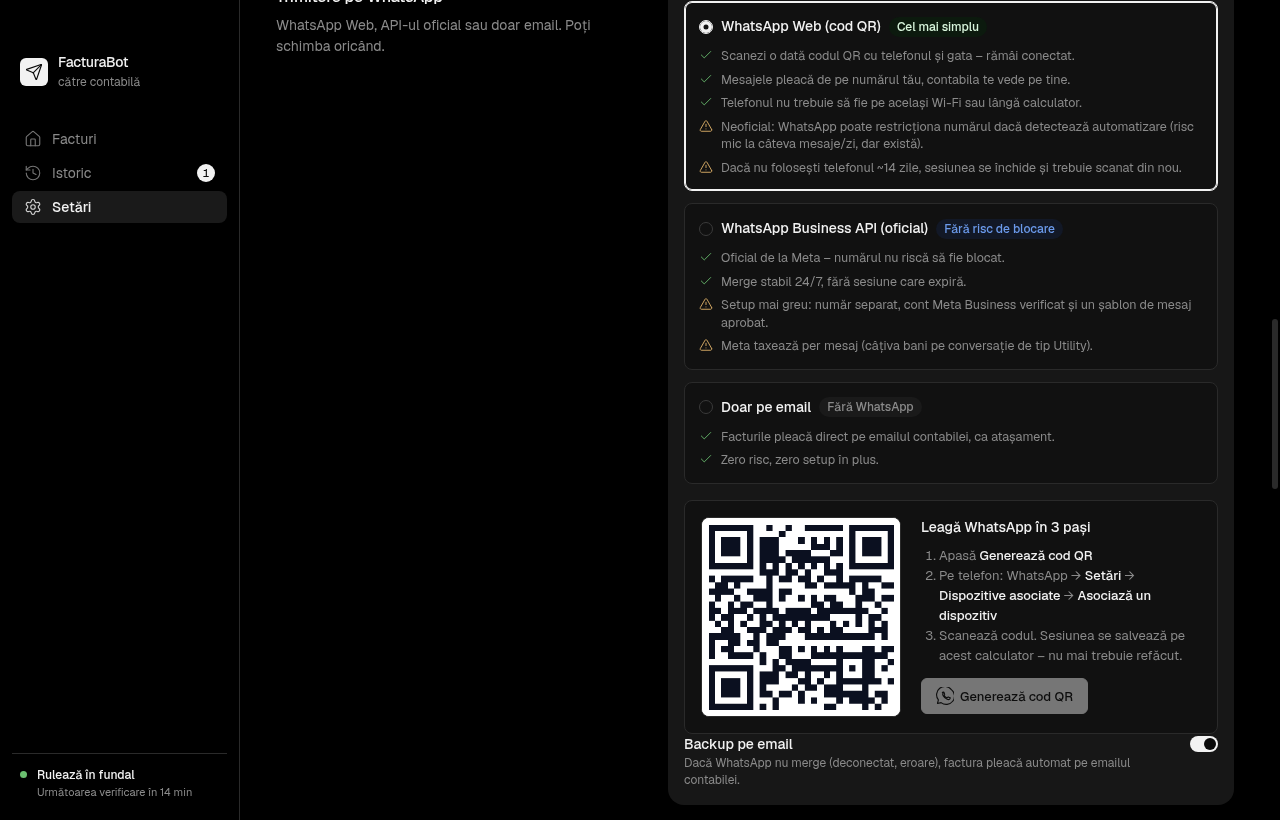 FacturaBot
către contabilă
Facturi
Istoric
1
Setări
Rulează în fundal
Următoarea verificare în 14 min
WhatsApp Web, API-ul oficial sau doar email. Poți
schimba oricând.
WhatsApp Web (cod QR)
Cel mai simplu
Scanezi o dată codul QR cu telefonul și gata – rămâi conectat.
Mesajele pleacă de pe numărul tău, contabila te vede pe tine.
Telefonul nu trebuie să fie pe același Wi-Fi sau lângă calculator.
Neoficial: WhatsApp poate restricționa numărul dacă detectează automatizare (risc
mic la câteva mesaje/zi, dar există).
Dacă nu folosești telefonul ~14 zile, sesiunea se închide și trebuie scanat din nou.
WhatsApp Business API (oficial)
Fără risc de blocare
Oficial de la Meta – numărul nu riscă să fie blocat.
Merge stabil 24/7, fără sesiune care expiră.
Setup mai greu: număr separat, cont Meta Business verificat și un șablon de mesaj
aprobat.
Meta taxează per mesaj (câțiva bani pe conversație de tip Utility).
Doar pe email
Fără WhatsApp
Facturile pleacă direct pe emailul contabilei, ca atașament.
Zero risc, zero setup în plus.
Leagă WhatsApp în 3 pași
1. Apasă Generează cod QR
2. Pe telefon: WhatsApp → Setări →
Dispozitive asociate → Asociază un
dispozitiv
3. Scanează codul. Sesiunea se salvează pe
acest calculator – nu mai trebuie refăcut.
Generează cod QR
Backup pe email
Dacă WhatsApp nu merge (deconectat, eroare), factura pleacă automat pe emailul
contabilei.